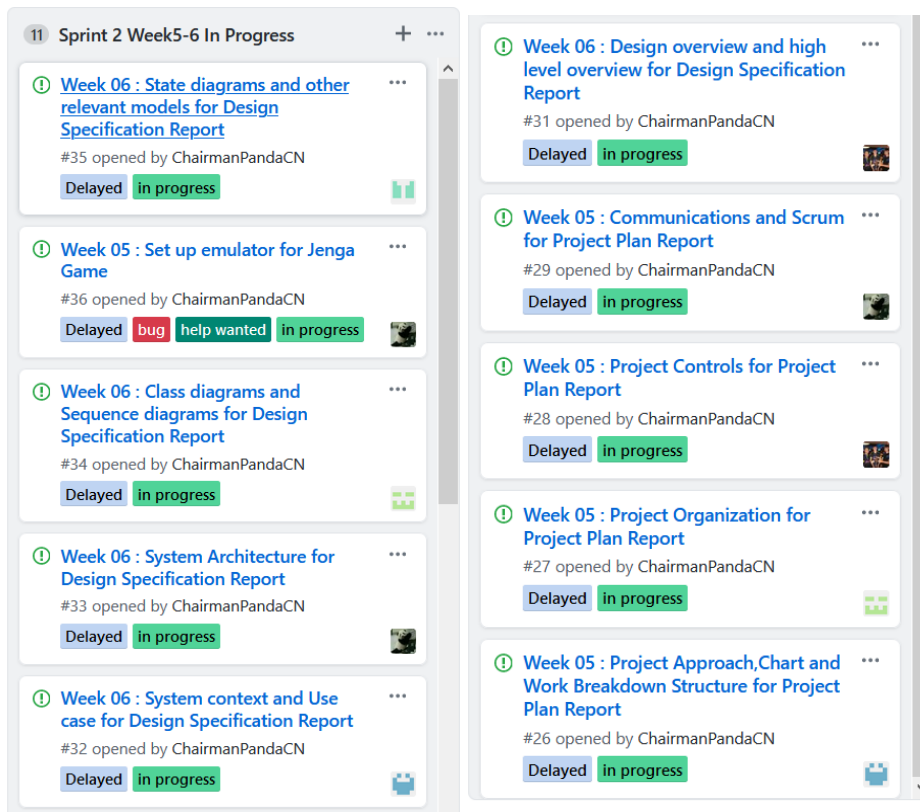 11 Sprint 2 Week5-6 In Progress
Week 06 : State diagrams and other
relevant models for Design
Specification Report
#35 opened by ChairmanPandaCN
Delayed in progress
Week 05 : Set up emulator for Jenga
Game
#36 opened by ChairmanPandaCN
Delayed bug help wanted in progress
Week 06 : Class diagrams and
Sequence diagrams for Design
Specification Report
#34 opened by ChairmanPandaCN
Delayed in progress
Week 06 : System Architecture for
Design Specification Report
#33 opened by ChairmanPandaCN
Delayed in progress
Week 06 : System context and Use
case for Design Specification Report
#32 opened by ChairmanPandaCN
Delayed in progress
Week 06 : Design overview and high
level overview for Design Specification
Report
#31 opened by ChairmanPandaCN
Delayed in progress
Week 05 : Communications and Scrum
for Project Plan Report
#29 opened by ChairmanPandaCN
Delayed in progress
Week 05 : Project Controls for Project
Plan Report
#28 opened by ChairmanPandaCN
Delayed in progress
Week 05 : Project Organization for
Project Plan Report
#27 opened by ChairmanPandaCN
Delayed in progress
Week 05 : Project Approach,Chart and
Work Breakdown Structure for Project
Plan Report
#26 opened by ChairmanPandaCN
Delayed in progress